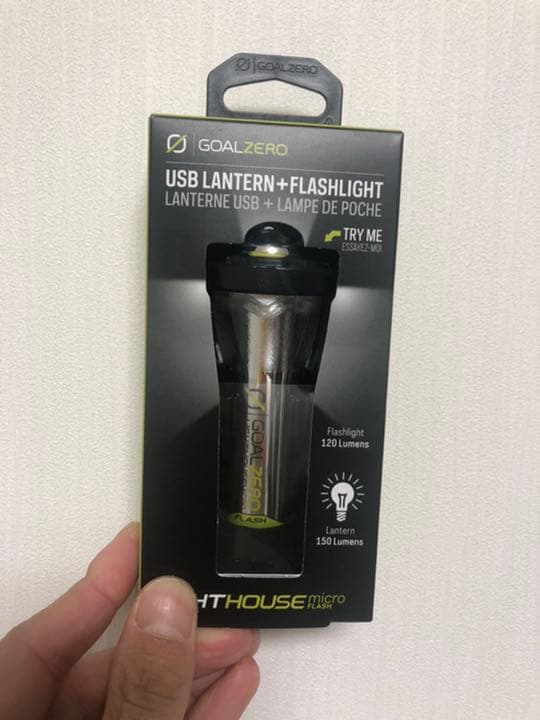 GOALZERO
GOALZERO
USB LANTERN+FLASHLIGHT
LANTERNE USB + LAMPE DE POCHE
TRY ME
ESSAYEZ-MOI
GOALZERO
FLASH
Flashlight
120 Lumens
Lantern
150 Lumens
HTHOUSE micro
FLASH